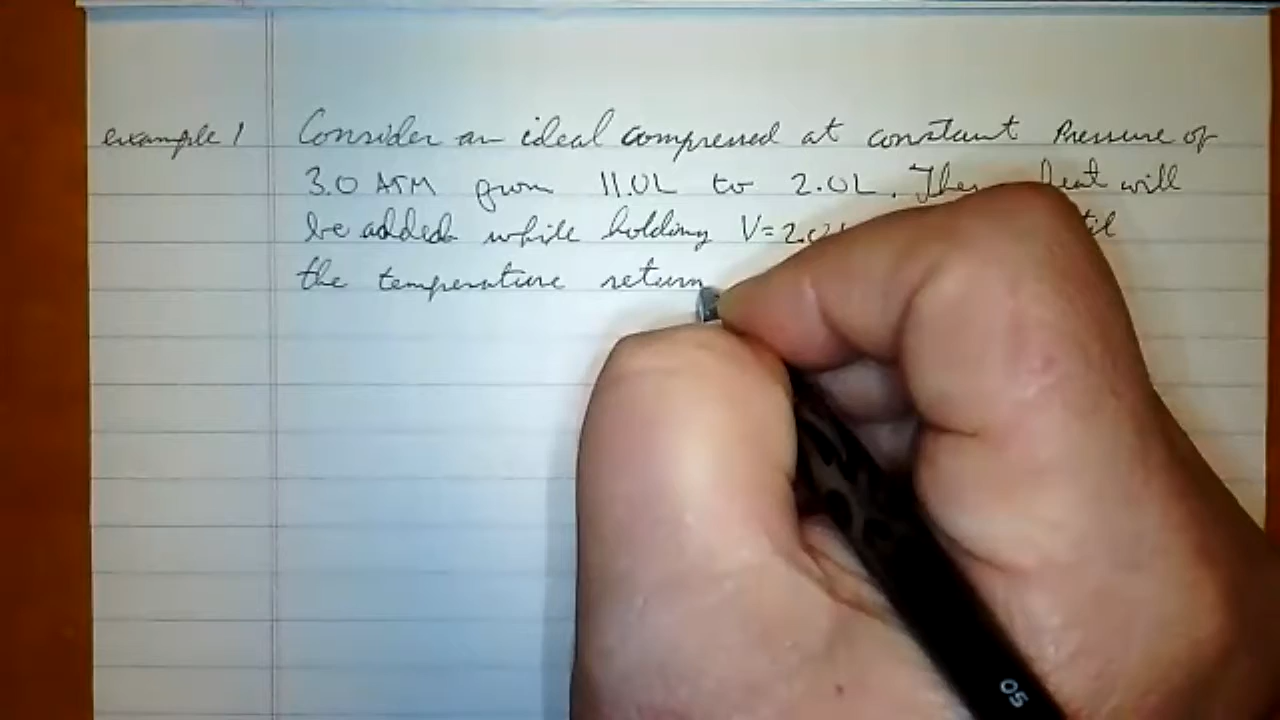 example 1 Consider an ideal compressed at constant Pressure of
3.0 ATM from 11.0L to 2.0L. Then heat will
be added while holding V=2.0
the temperature return
05